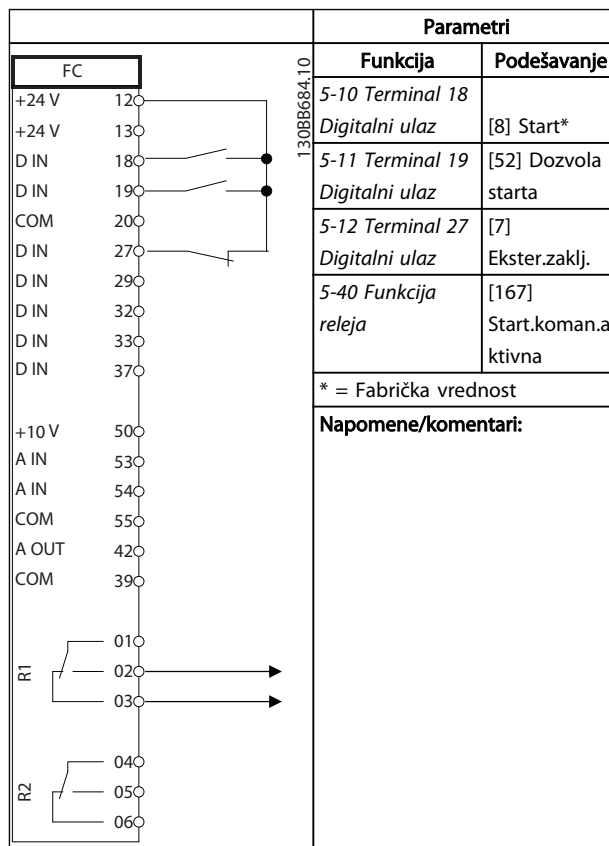 FC
+24 V 12
+24 V 13
D IN 18
D IN 19
COM 20
D IN 27
D IN 29
D IN 32
D IN 33
D IN 37
+10 V 50
A IN 53
A IN 54
COM 55
A OUT 42
COM 39
R1
01
02
03
R2
04
05
06
130BB684.10
Parametri
Funkcija Podešavanje
5-10 Terminal 18
Digitalni ulaz [8] Start*
5-11 Terminal 19 [52] Dozvola
Digitalni ulaz starta
5-12 Terminal 27 [7]
Digitalni ulaz Ekster.zaklj.
5-40 Funkcija [167]
releja Start.koman.a
ktivna
* = Fabrička vrednost
Napomene/komentari: